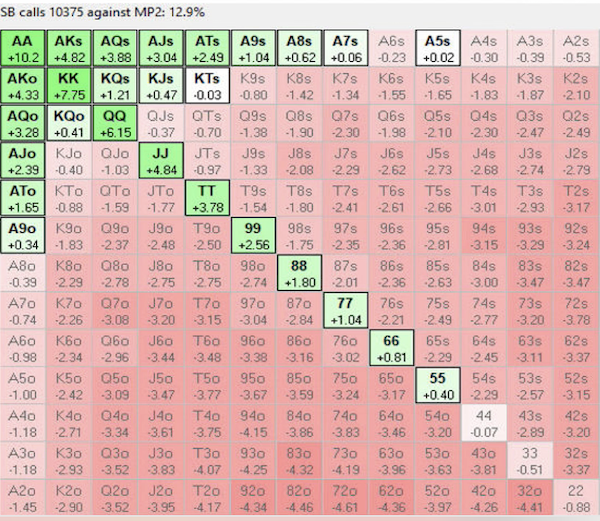 SB calls 10375 against MP2: 12.9%
AA AKs AQs AJs ATs A9s A8s A7s A6s A5s A4s A3s A2s
+10.2 +4.82 +3.88 +3.04 +2.49 +1.04 +0.62 +0.06 -0.23 +0.02 -0.30 -0.39 -0.53
AKo KK KQs KJs KTs K9s K8s K7s K6s K5s K4s K3s K2s
+4.33 +7.75 +1.21 +0.47 -0.03 -0.80 -1.42 -1.34 -1.55 -1.65 -1.83 -1.87 -2.10
AQo KQo QQ QJs QTs Q9s Q8s Q7s Q6s Q5s Q4s Q3s Q2s
+3.28 +0.41 +6.15 -0.37 -0.70 -1.38 -1.90 -2.30 -1.98 -2.10 -2.30 -2.47 -2.49
AJo KJo QJo JJ JTs J9s J8s J7s J6s J5s J4s J3s J2s
+2.39 -0.40 -1.03 +4.84 -0.97 -1.33 -2.08 -2.29 -2.62 -2.73 -2.68 -2.74 -2.79
ATo KTo QTo JTo TT T9s T8s T7s T6s T5s T4s T3s T2s
+1.65 -0.88 -1.59 -1.77 +3.78 -1.54 -1.80 -2.41 -2.61 -2.66 -3.01 -2.93 -3.17
A9o K9o Q9o J9o T9o 99 98s 97s 96s 95s 94s 93s 92s
+0.34 -1.83 -2.37 -2.48 -2.50 +2.56 -1.75 -2.35 -2.36 -2.81 -3.15 -3.29 -3.24
A8o K8o Q8o J8o T8o 98o 88 87s 86s 85s 84s 83s 82s
-0.39 -2.29 -2.78 -2.75 -2.75 -2.74 +1.80 -2.01 -2.36 -2.63 -3.00 -3.47 -3.47
A7o K7o Q7o J7o T7o 97o 87o 77 76s 75s 74s 73s 72s
-0.74 -2.26 -3.08 -3.20 -3.15 -3.04 -2.84 +1.04 -2.21 -2.49 -2.77 -3.20 -3.78
A6o K6o Q6o J6o T6o 96o 86o 76o 66 65s 64s 63s 62s
-0.98 -2.34 -2.96 -3.44 -3.48 -3.38 -3.16 -3.02 +0.81 -2.29 -2.45 -3.11 -3.37
A5o K5o Q5o J5o T5o 95o 85o 75o 65o 55 54s 53s 52s
-1.00 -2.42 -3.09 -3.47 -3.77 -3.67 -3.59 -3.24 -3.17 +0.40 -2.29 -2.57 -3.15
A4o K4o Q4o J4o T4o 94o 84o 74o 64o 54o 44 43s 42s
-1.18 -2.71 -3.34 -3.61 -3.75 -4.15 -3.86 -3.83 -3.46 -3.20 -0.07 -2.89 -3.20
A3o K3o Q3o J3o T3o 93o 83o 73o 63o 53o 43o 33 32s
-1.18 -2.93 -3.52 -3.83 -4.07 -4.25 -4.32 -4.19 -3.96 -3.63 -3.81 -0.51 -3.37
A2o K2o Q2o J2o T2o 92o 82o 72o 62o 52o 42o 32o 22
-1.45 -2.90 -3.52 -3.95 -4.17 -4.34 -4.46 -4.61 -4.36 -3.97 -4.26 -4.41 -0.88